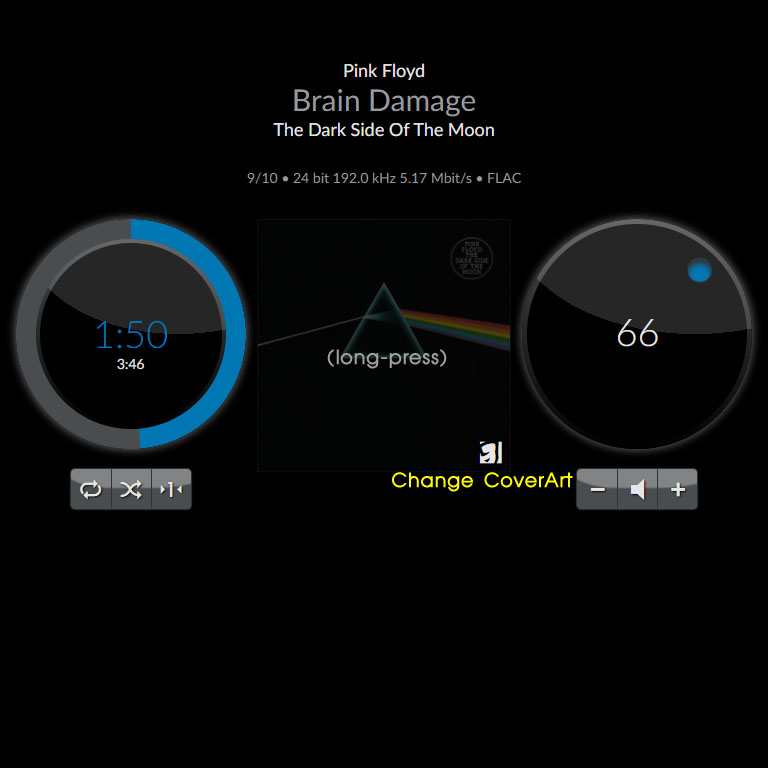 Pink Floyd
Brain Damage
The Dark Side Of The Moon
9/10 • 24 bit 192.0 kHz 5.17 Mbit/s • FLAC
PINK
FLOYD
THE
DARK SIDE
OF THE
MOON
1:50
3:46
(long-press)
66
Change CoverArt
1